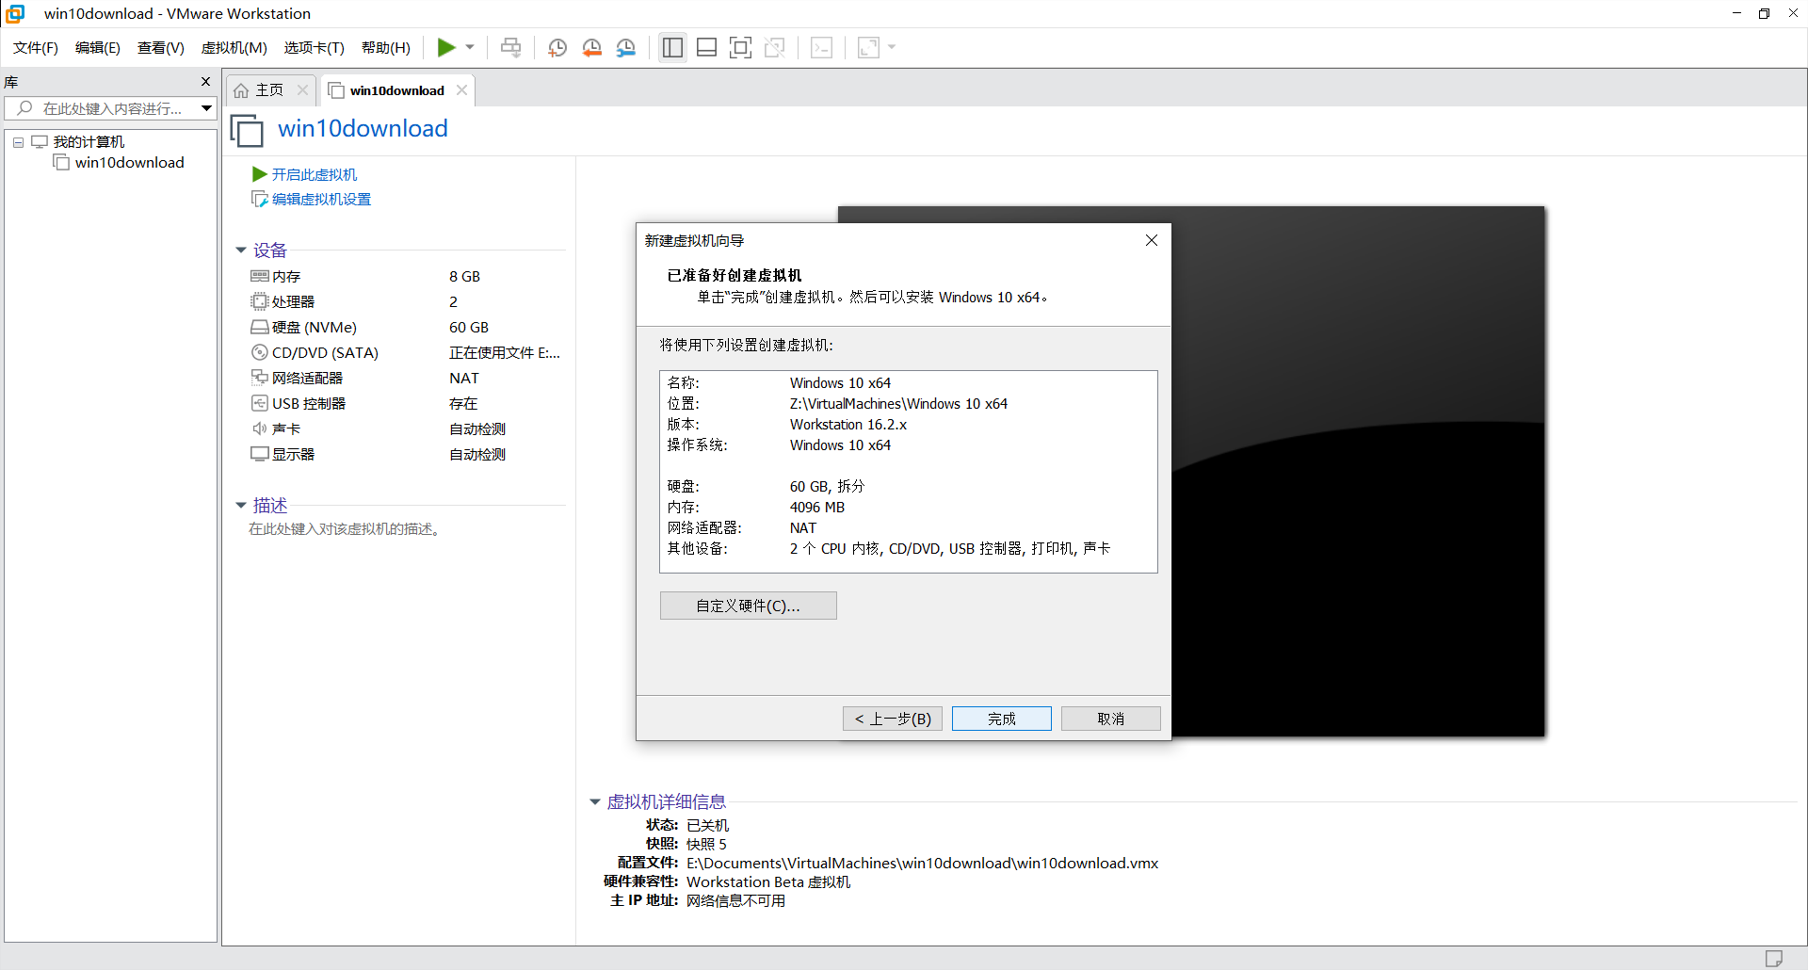 win10download - VMware Workstation
文件(F) 编辑(E) 查看(V) 虚拟机(M) 选项卡(T) 帮助(H)
库
在此处键入内容进行...
我的计算机
win10download
主页 win10download
win10download
开启此虚拟机
编辑虚拟机设置
设备
内存 8 GB
处理器 2
硬盘 (NVMe) 60 GB
CD/DVD (SATA) 正在使用文件 E:...
网络适配器 NAT
USB 控制器 存在
声卡 自动检测
显示器 自动检测
描述
在此处键入对该虚拟机的描述。
新建虚拟机向导
已准备好创建虚拟机
单击“完成”创建虚拟机。然后可以安装 Windows 10 x64。
将使用下列设置创建虚拟机:
名称: Windows 10 x64
位置: Z:\VirtualMachines\Windows 10 x64
版本: Workstation 16.2.x
操作系统: Windows 10 x64
硬盘: 60 GB, 拆分
内存: 4096 MB
网络适配器: NAT
其他设备: 2 个 CPU 内核, CD/DVD, USB 控制器, 打印机, 声卡
自定义硬件(C)...
< 上一步(B) 完成 取消
虚拟机详细信息
状态: 已关机
快照: 快照 5
配置文件: E:\Documents\VirtualMachines\win10download\win10download.vmx
硬件兼容性: Workstation Beta 虚拟机
主 IP 地址: 网络信息不可用